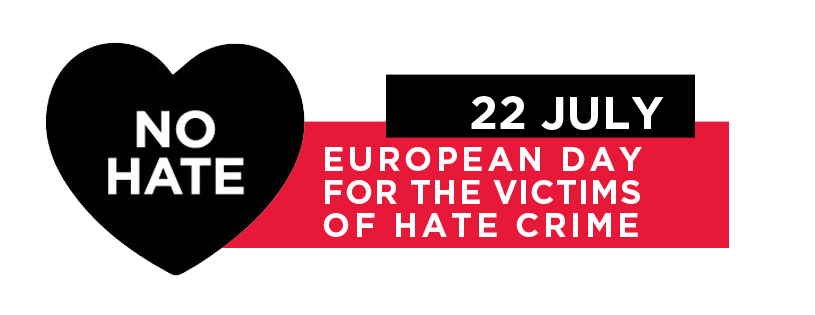 NO
HATE
22 JULY
EUROPEAN DAY
FOR THE VICTIMS
OF HATE CRIME